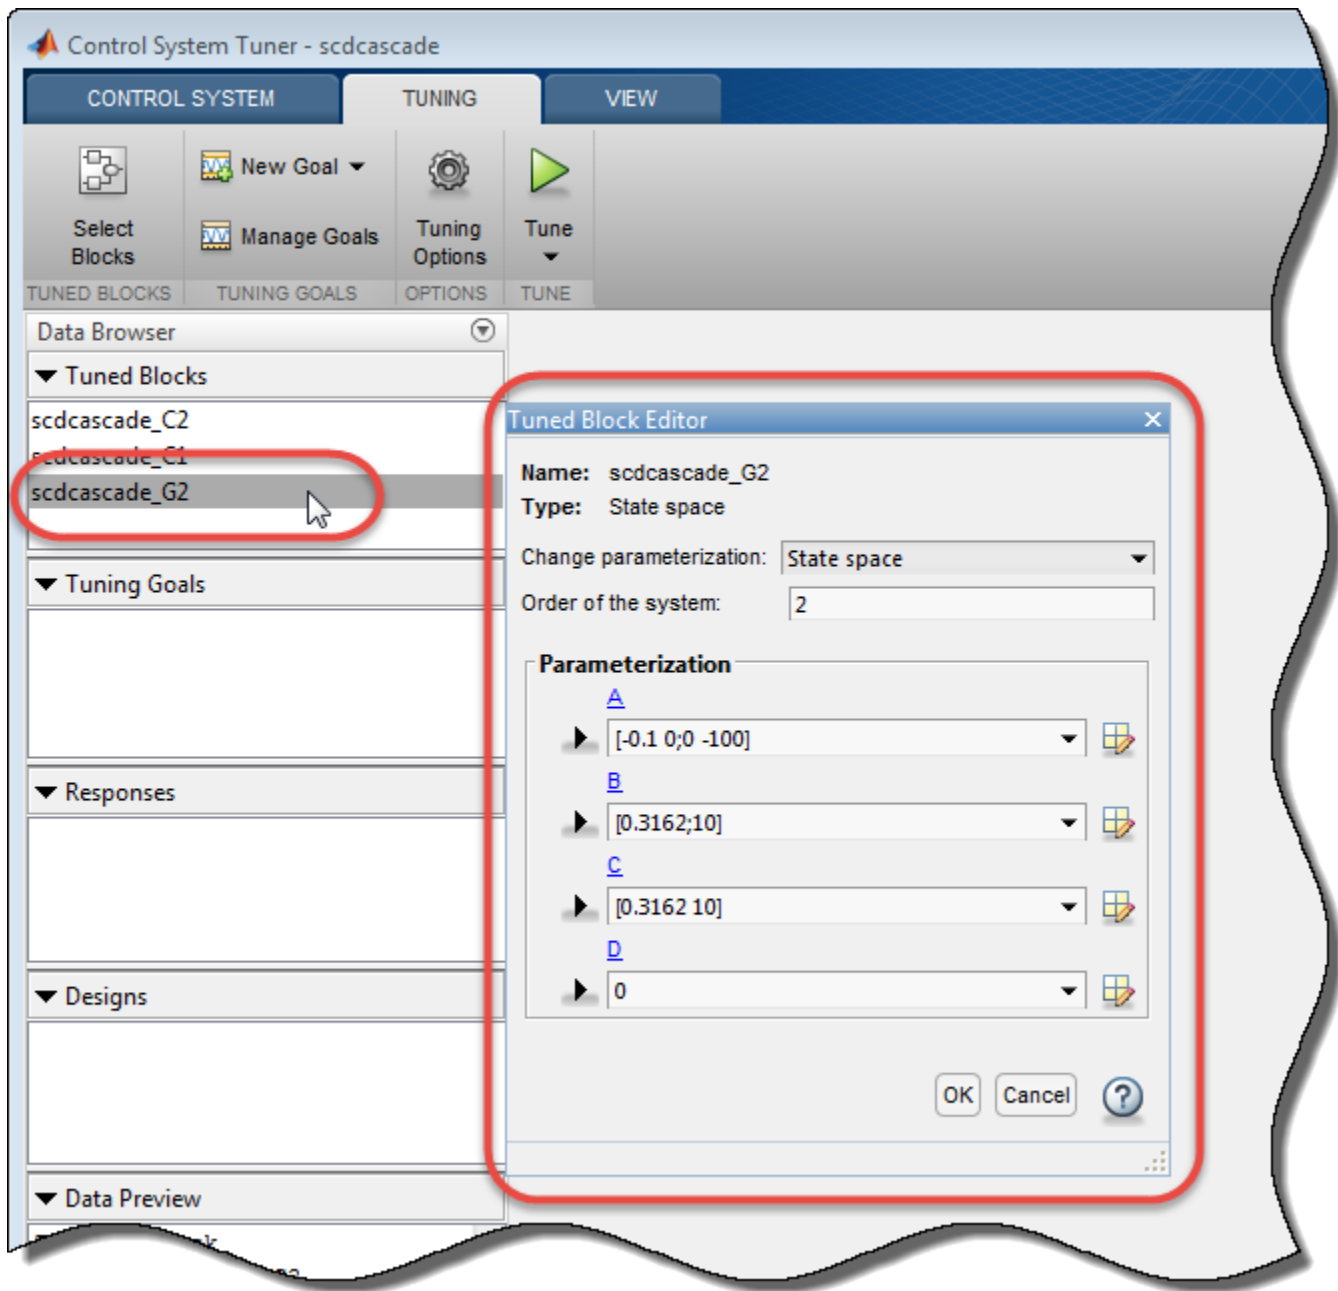 Control System Tuner - scdcascade
CONTROL SYSTEM TUNING VIEW
New Goal
Select Blocks
Manage Goals
Tuning Options
Tune
TUNED BLOCKS TUNING GOALS OPTIONS TUNE
Data Browser
Tuned Blocks
scdcascade_C2
scdcascade_C1
scdcascade_G2
Tuning Goals
Responses
Designs
Data Preview
Tuned Block Editor
Name: scdcascade_G2
Type: State space
Change parameterization: State space
Order of the system: 2
Parameterization
A
[-0.1 0;0 -100]
B
[0.3162;10]
C
[0.3162 10]
D
0
OK Cancel ?